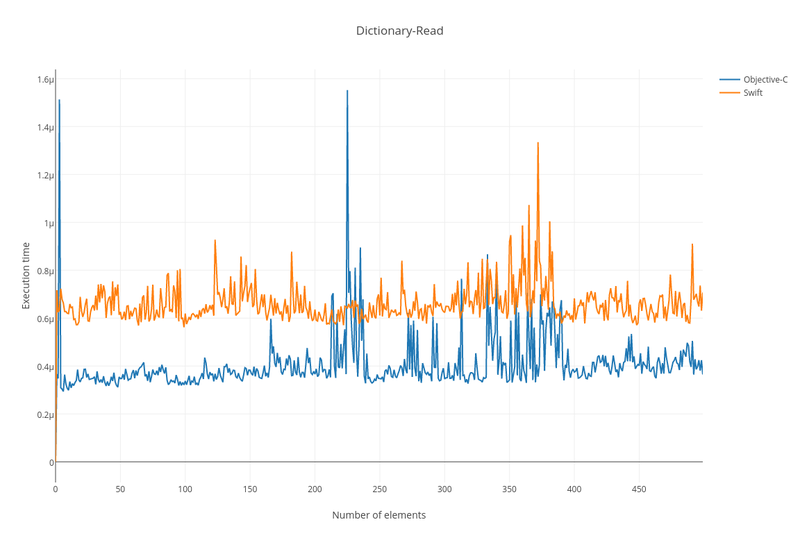 Dictionary-Read
Objective-C
Swift
1.6µ
1.4µ
1.2µ
1µ
0.8µ
0.6µ
0.4µ
0.2µ
0
Execution time
0 50 100 150 200 250 300 350 400 450
Number of elements